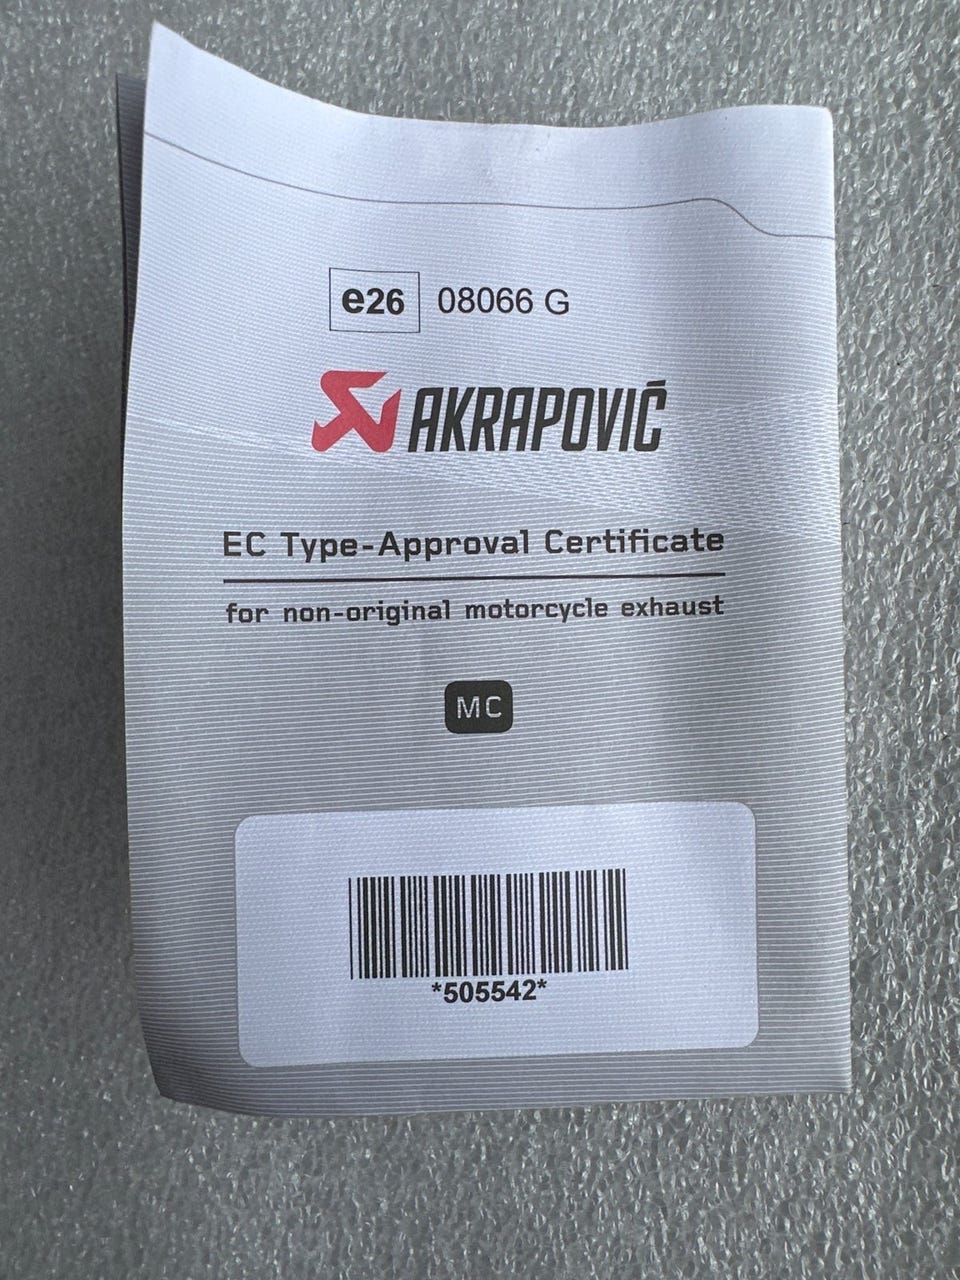 e26 08066 G
AKRAPOVIČ
EC Type-Approval Certificate
for non-original motorcycle exhaust
MC
*505542*